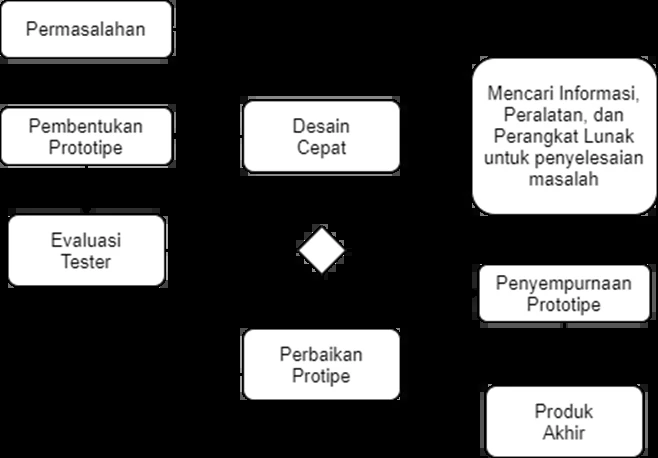 Permasalahan
Mencari Informasi,
Peralatan, dan
Perangkat Lunak
untuk penyelesaian
masalah
Desain
Cepat
Pembentukan
Prototipe
Evaluasi
Tester
Perbaikan
Protipe
Penyempurnaan
Prototipe
Produk
Akhir